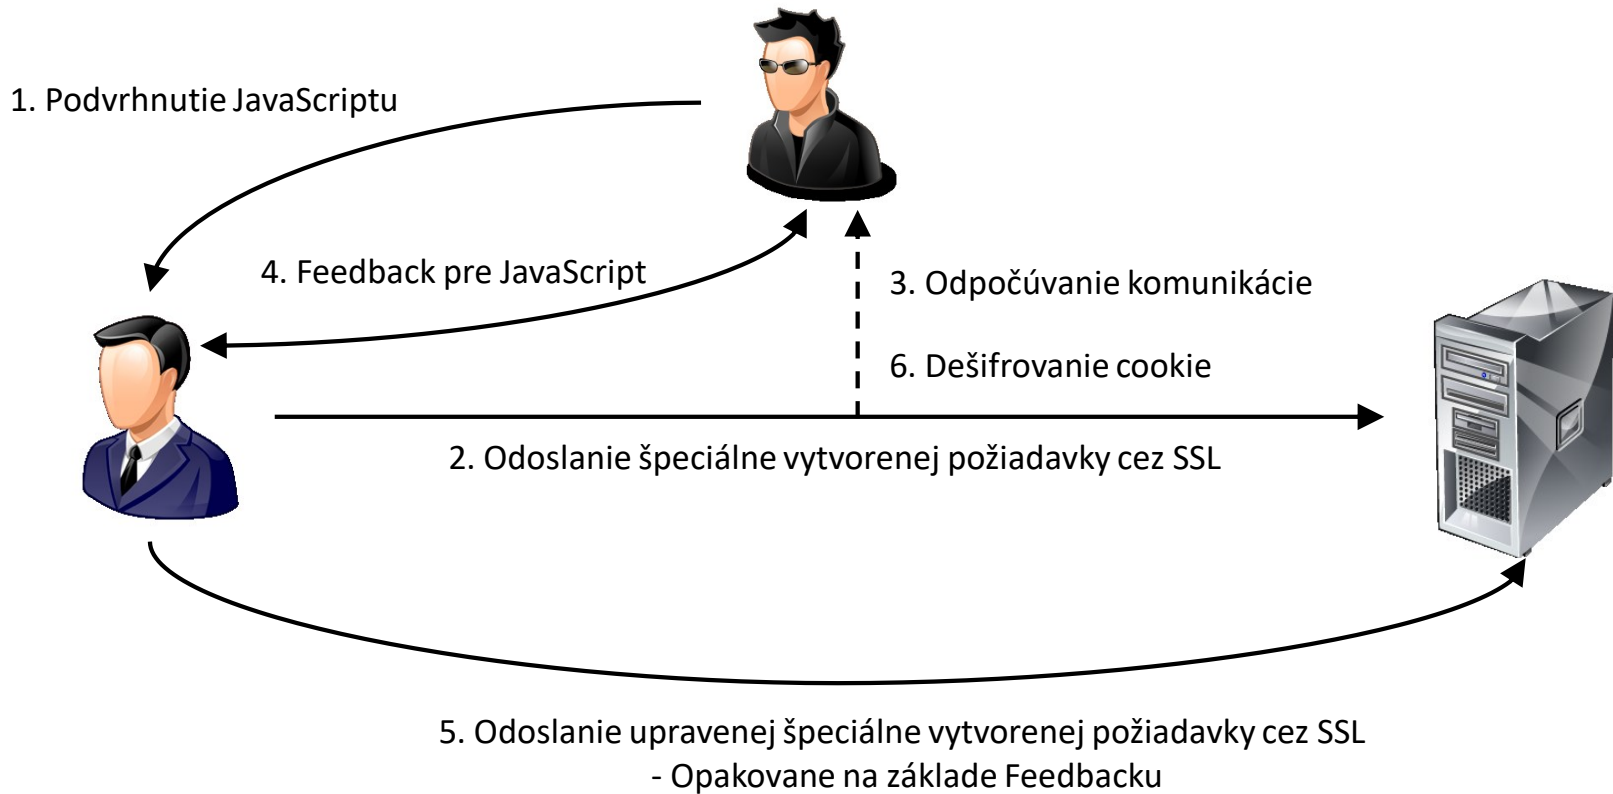 1. Podvrhnutie JavaScriptu
4. Feedback pre JavaScript
3. Odpočúvanie komunikácie
6. Dešifrovanie cookie
2. Odoslanie špeciálne vytvorenej požiadavky cez SSL
5. Odoslanie upravenej špeciálne vytvorenej požiadavky cez SSL
- Opakovane na základe Feedbacku